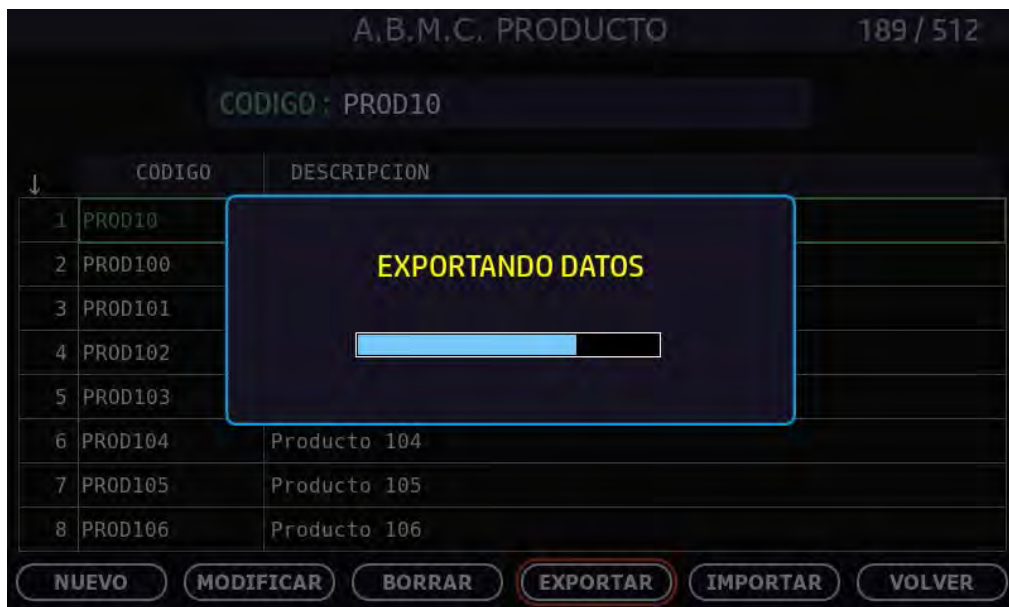 A.B.M.C. PRODUCTO 189 / 512
CODIGO : PROD10
↓ CODIGO DESCRIPCION
1 PROD10
2 PROD100
EXPORTANDO DATOS
3 PROD101
4 PROD102
5 PROD103
6 PROD104 Producto 104
7 PROD105 Producto 105
8 PROD106 Producto 106
NUEVO MODIFICAR BORRAR EXPORTAR IMPORTAR VOLVER